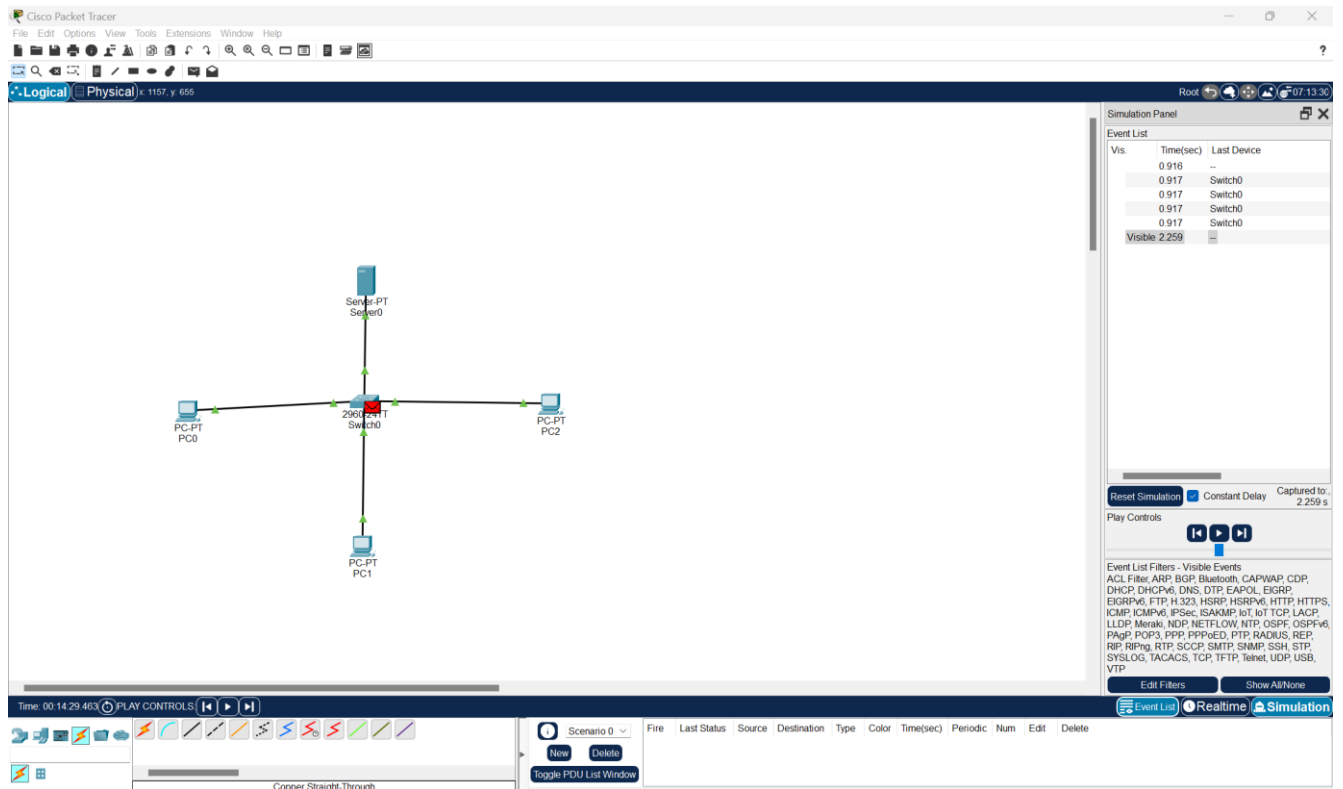 Cisco Packet Tracer
File Edit Options View Tools Extensions Window Help
?
Logical Physical x: 1157, y: 655 Root 07:13:30
Simulation Panel
Event List
Vis. Time(sec) Last Device
0.916 --
0.917 Switch0
0.917 Switch0
0.917 Switch0
0.917 Switch0
Visible 2.259 --
Server-PT
Server0
PC-PT
PC0
2960-24TT
Switch0
PC-PT
PC2
PC-PT
PC1
Reset Simulation Constant Delay Captured to:
2.259 s
Play Controls
Event List Filters - Visible Events
ACL Filter, ARP, BGP, Bluetooth, CAPWAP, CDP,
DHCP, DHCPv6, DNS, DTP, EAPOL, EIGRP,
EIGRPv6, FTP, H.323, HSRP, HSRPv6, HTTP, HTTPS,
ICMP, ICMPv6, IPSec, ISAKMP, IoT, IoT TCP, LACP,
LLDP, Meraki, NDP, NETFLOW, NTP, OSPF, OSPFv6,
PAgP, POP3, PPP, PPPoED, PTP, RADIUS, REP,
RIP, RIPng, RTP, SCCP, SMTP, SNMP, SSH, STP,
SYSLOG, TACACS, TCP, TFTP, Telnet, UDP, USB,
VTP
Edit Filters Show All/None
Time: 00:14:29.463 PLAY CONTROLS: Event List Realtime Simulation
Scenario 0
New Delete
Toggle PDU List Window
Fire Last Status Source Destination Type Color Time(sec) Periodic Num Edit Delete
Copper Straight-Through